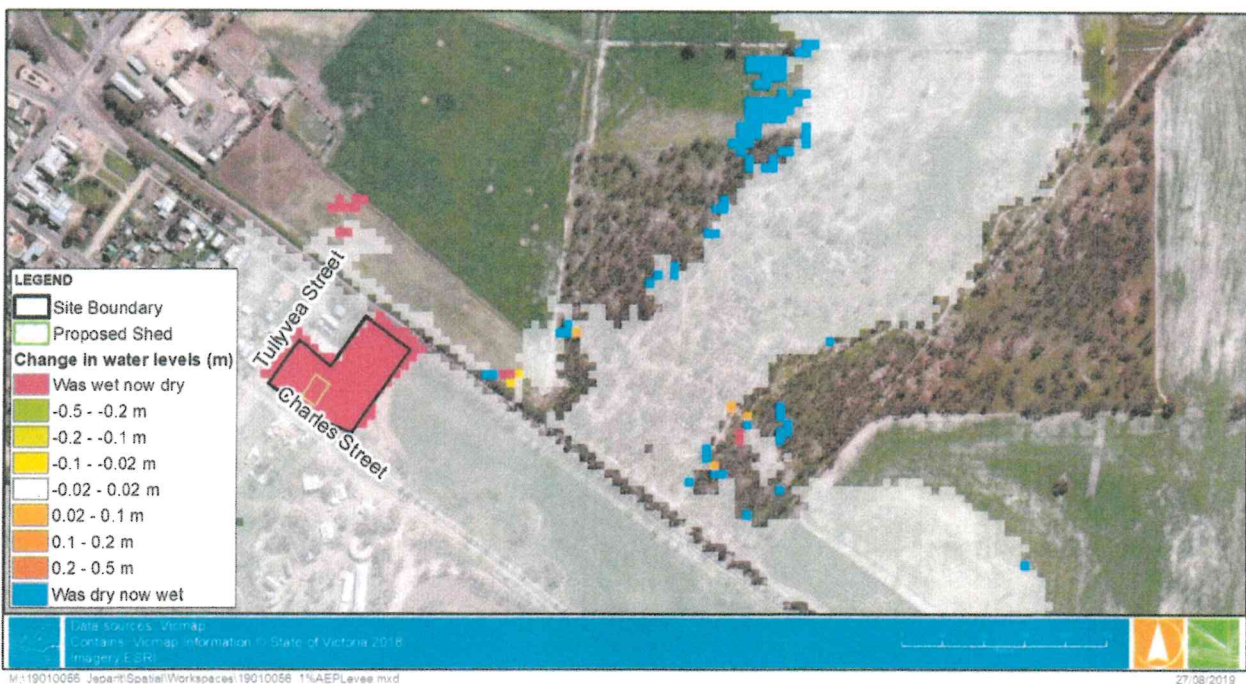 Tullyvea Street
Charles Street
LEGEND
Site Boundary
Proposed Shed
Change in water levels (m)
Was wet now dry
-0.5 - -0.2 m
-0.2 - -0.1 m
-0.1 - -0.02 m
-0.02 - 0.02 m
0.02 - 0.1 m
0.1 - 0.2 m
0.2 - 0.5 m
Was dry now wet
Data sources: Vicmap
Contains: Vicmap Information © State of Victoria 2018
Imagery ESRI
M:\19010056_Jeparit\Spatial\Workspaces\19010056_1%AEPLevee.mxd
27/08/2019